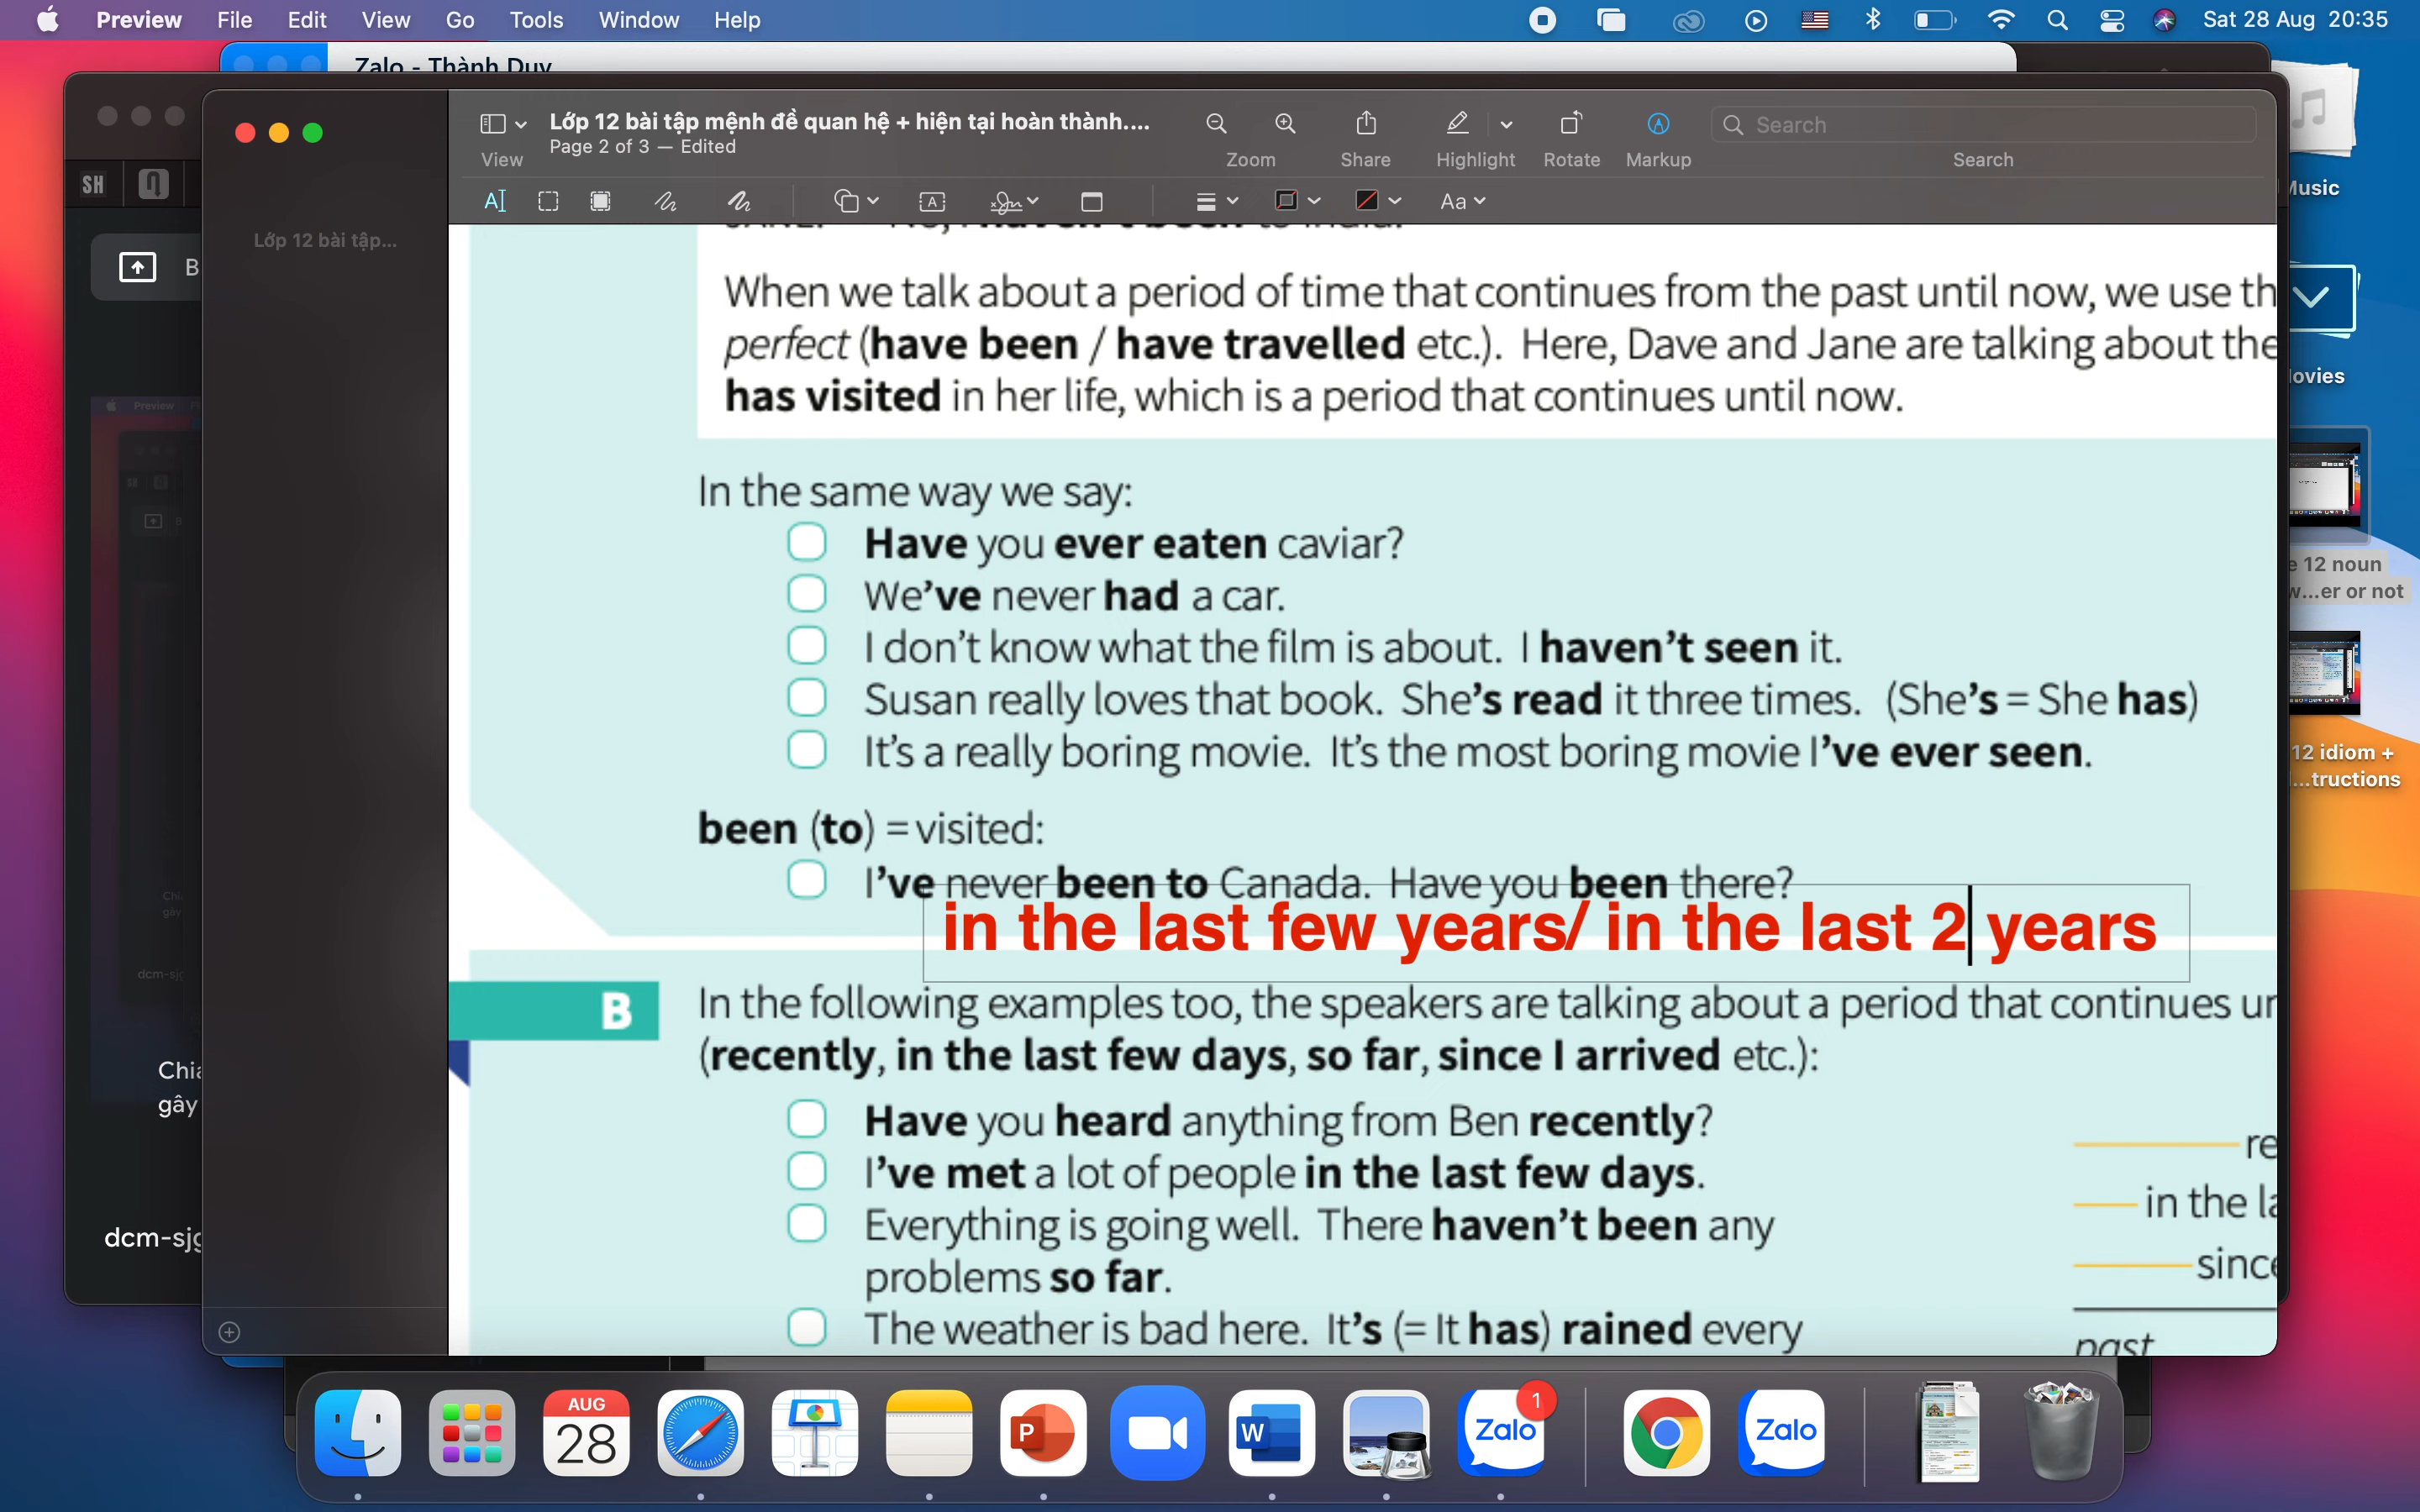 Preview File Edit View Go Tools Window Help Sat 28 Aug 20:35
Zalo - Thành Duy
Lớp 12 bài tập mệnh đề quan hệ + hiện tại hoàn thành....
Page 2 of 3 — Edited
View Zoom Share Highlight Rotate Markup Search
Search
Aa
SH
Lớp 12 bài tập...
B
Preview
When we talk about a period of time that continues from the past until now, we use th
perfect (have been / have travelled etc.). Here, Dave and Jane are talking about the
has visited in her life, which is a period that continues until now.
In the same way we say:
Have you ever eaten caviar?
We've never had a car.
I don't know what the film is about. I haven't seen it.
Susan really loves that book. She's read it three times. (She's = She has)
It's a really boring movie. It's the most boring movie I've ever seen.
been (to) = visited:
I've never been to Canada. Have you been there?
in the last few years/ in the last 2 years
B
In the following examples too, the speakers are talking about a period that continues un
(recently, in the last few days, so far, since I arrived etc.):
Have you heard anything from Ben recently?
I've met a lot of people in the last few days.
Everything is going well. There haven't been any
problems so far.
The weather is bad here. It's (= It has) rained every
re
in the la
since
past
Chia
gây
dcm-sjg
Music
Movies
e 12 noun
w...er or not
12 idiom +
...tructions
AUG
28
P
W
Zalo
1
Zalo